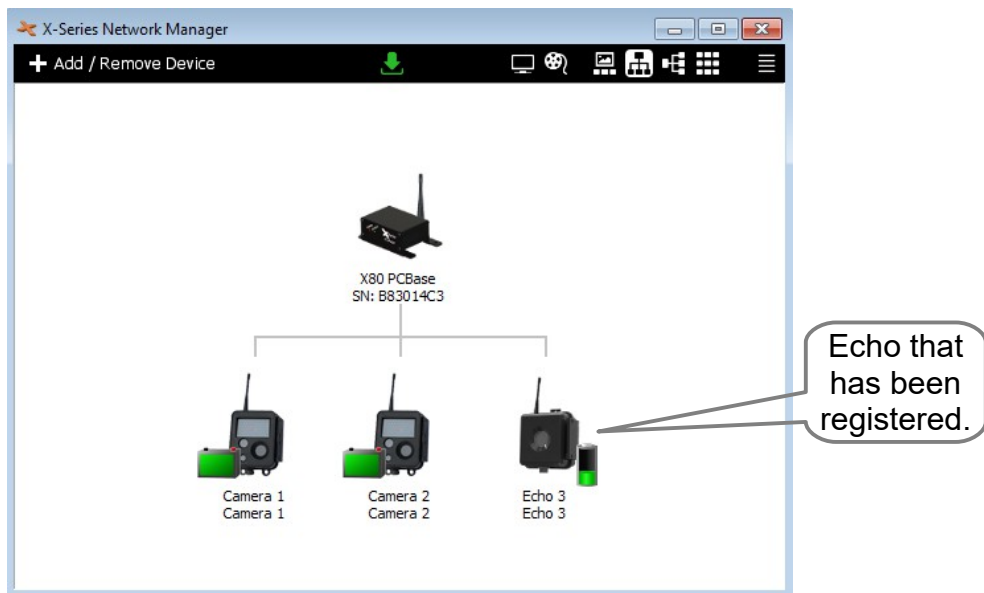 X-Series Network Manager
Add / Remove Device
X80 PCBase
SN: B83014C3
Camera 1
Camera 1
Camera 2
Camera 2
Echo 3
Echo 3
Echo that
has been
registered.